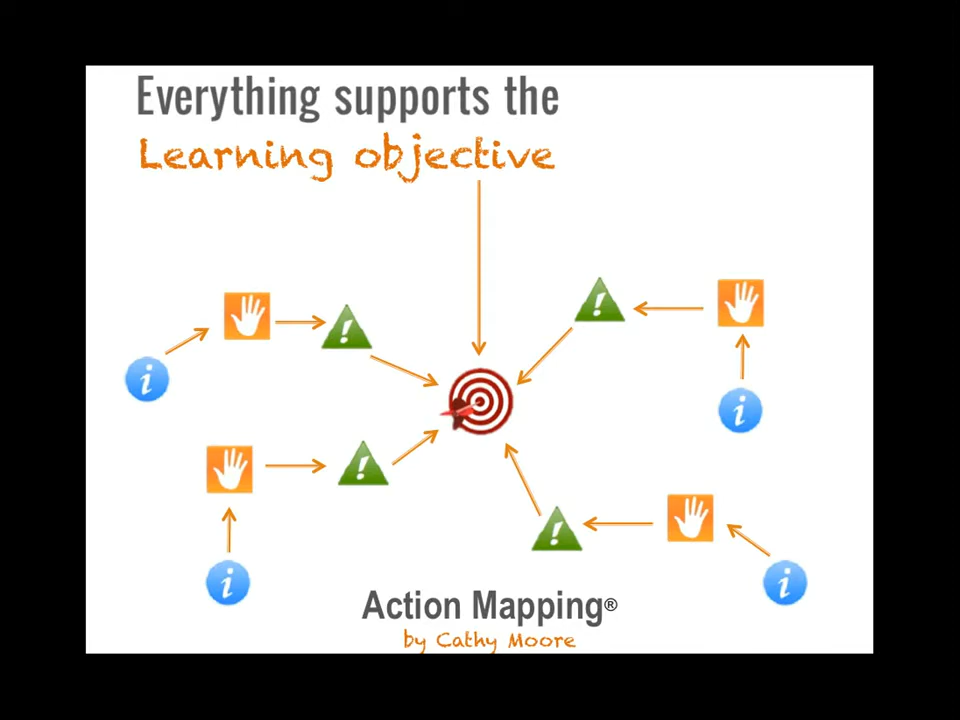 Everything supports the
Learning objective
! 
i
!
i
!
i
!
i
Action Mapping®
by Cathy Moore